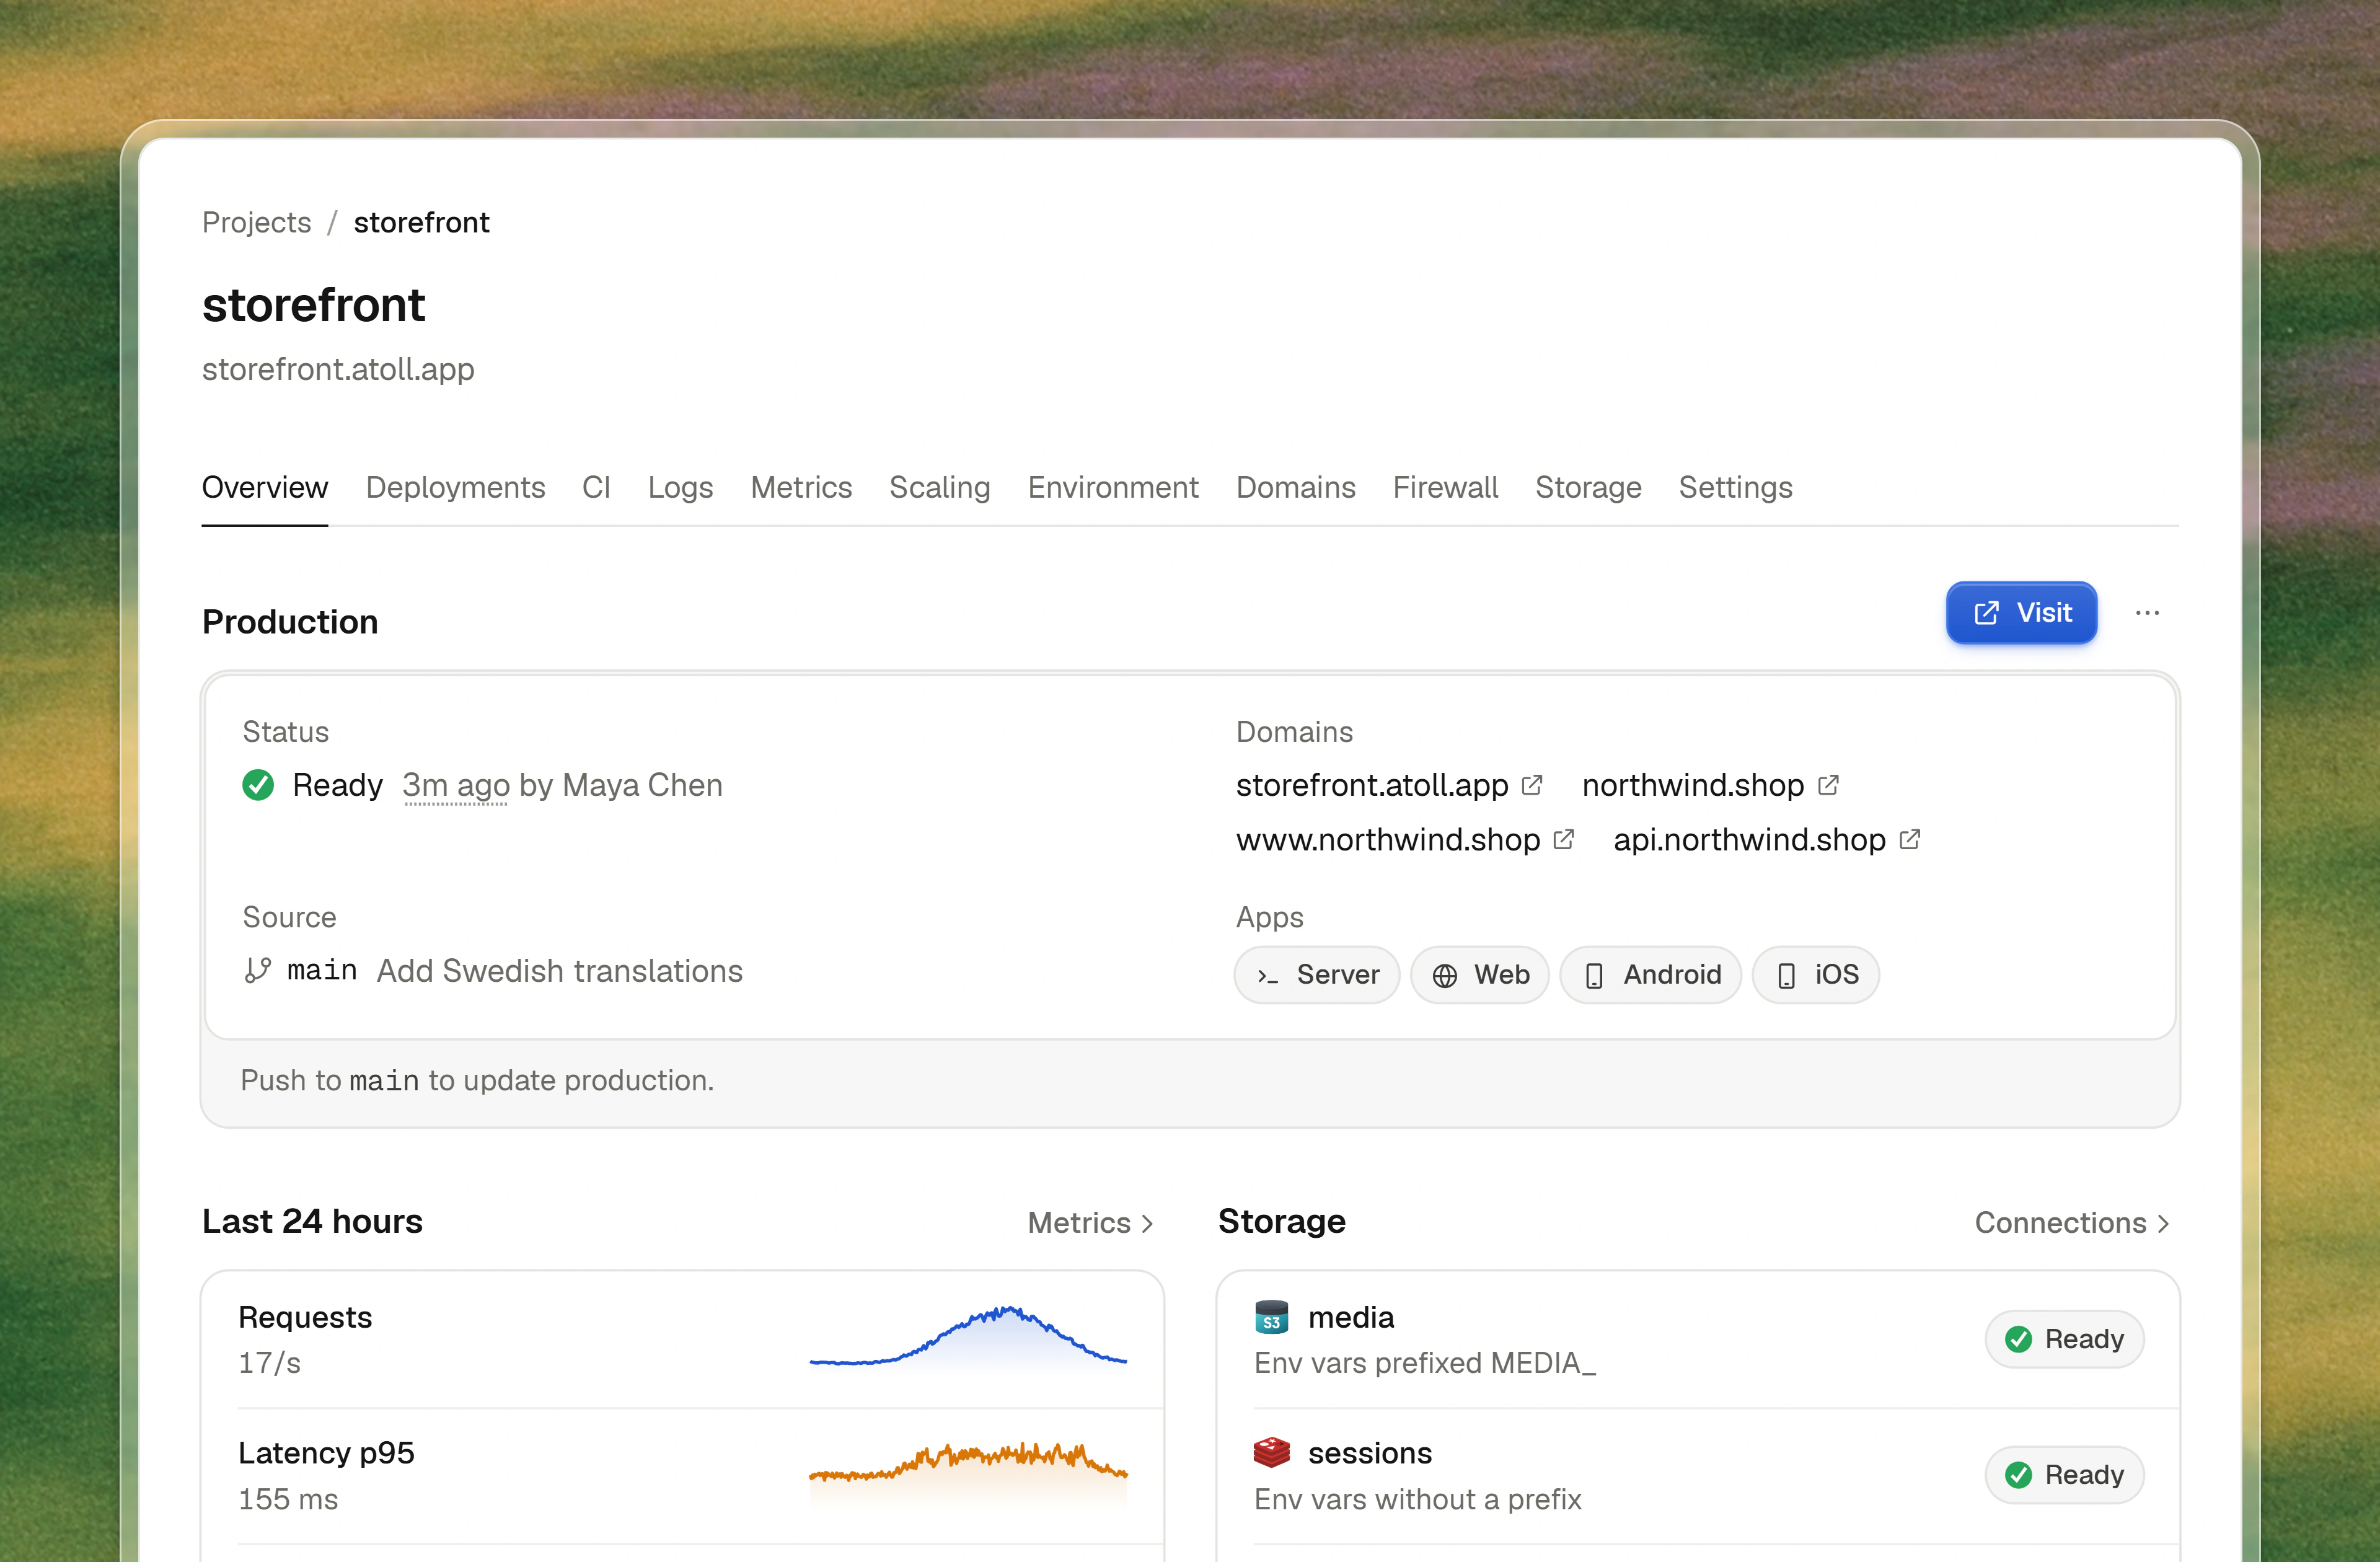 Projects / storefront
storefront
storefront.atoll.app
Overview Deployments CI Logs Metrics Scaling Environment Domains Firewall Storage Settings
Production
Visit
Status
Ready 3m ago by Maya Chen
Domains
storefront.atoll.app northwind.shop
www.northwind.shop api.northwind.shop
Source
main Add Swedish translations
Apps
Server Web Android iOS
Push to main to update production.
Last 24 hours
Metrics
Requests
17/s
Latency p95
155 ms
Storage
Connections
S3 media
Env vars prefixed MEDIA_
Ready
sessions
Env vars without a prefix
Ready